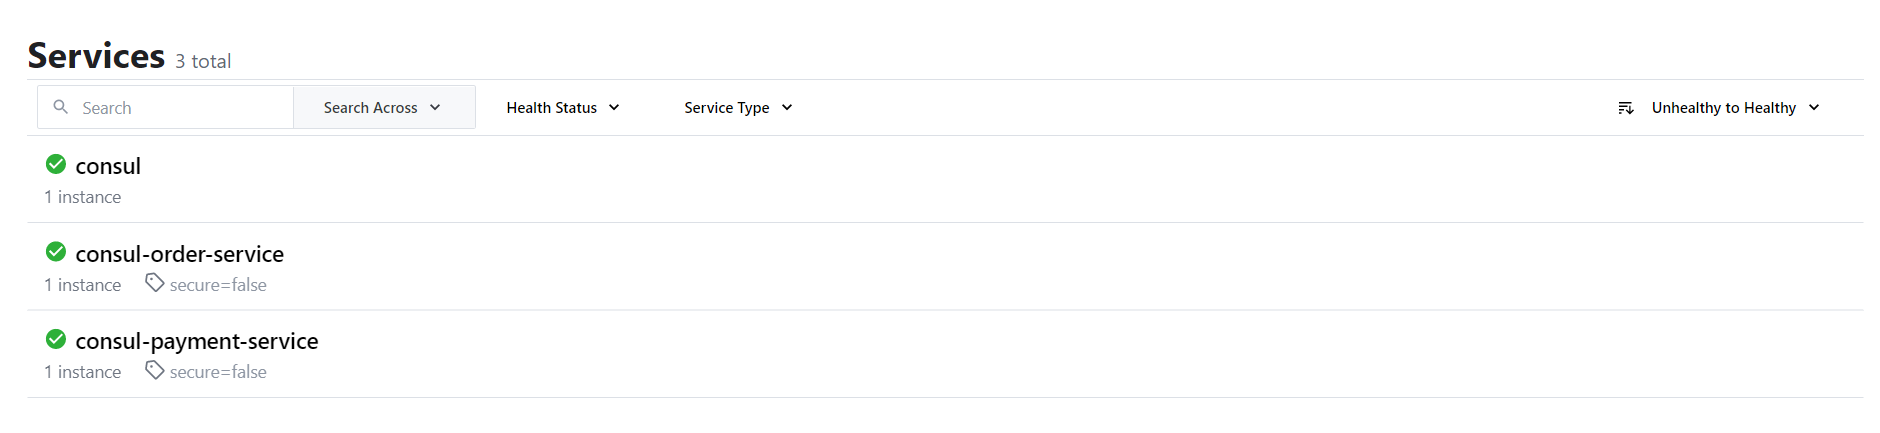 Services 3 total
Search Search Across Health Status Service Type Unhealthy to Healthy
consul
1 instance
consul-order-service
1 instance secure=false
consul-payment-service
1 instance secure=false